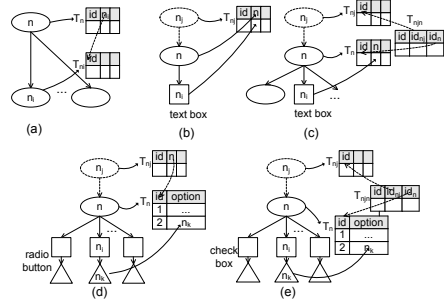 n T_n id n_i
T_ni id
n_i ...
(a)
n_j T_nj id n
n
n_i
text box
(b)
n_j T_nj id
T_njn
n T_n id n id id_nj id_n
...
n_i
text box
(c)
n_j T_nj id n
n T_n id option
1 ...
2 n_k
...
radio
button
n_i
n_k
(d)
n_j T_nj id
T_njn id id_nj id_n
n T_n id option
1 ...
2 n_k
...
check
box
n_i
n_k
(e)